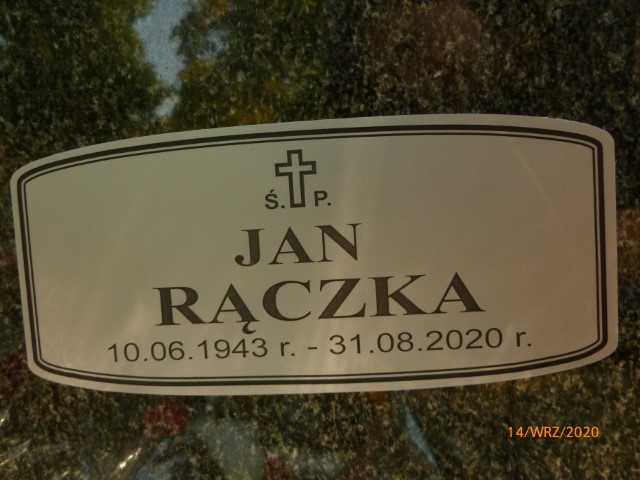 Ś. P.
JAN
RĄCZKA
10.06.1943 r. - 31.08.2020 r.
14/WRZ/2020